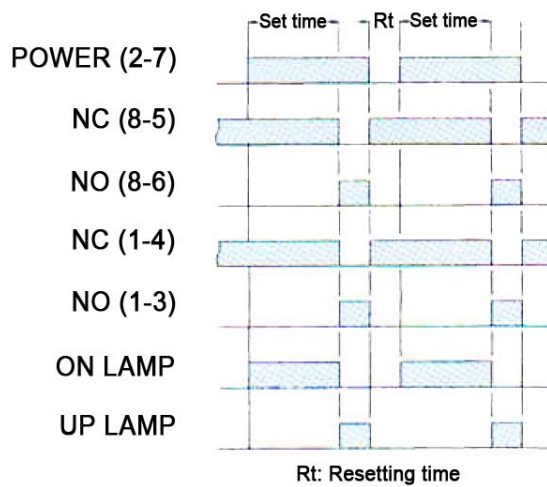 Set time Rt Set time
POWER (2-7)
NC (8-5)
NO (8-6)
NC (1-4)
NO (1-3)
ON LAMP
UP LAMP
Rt: Resetting time